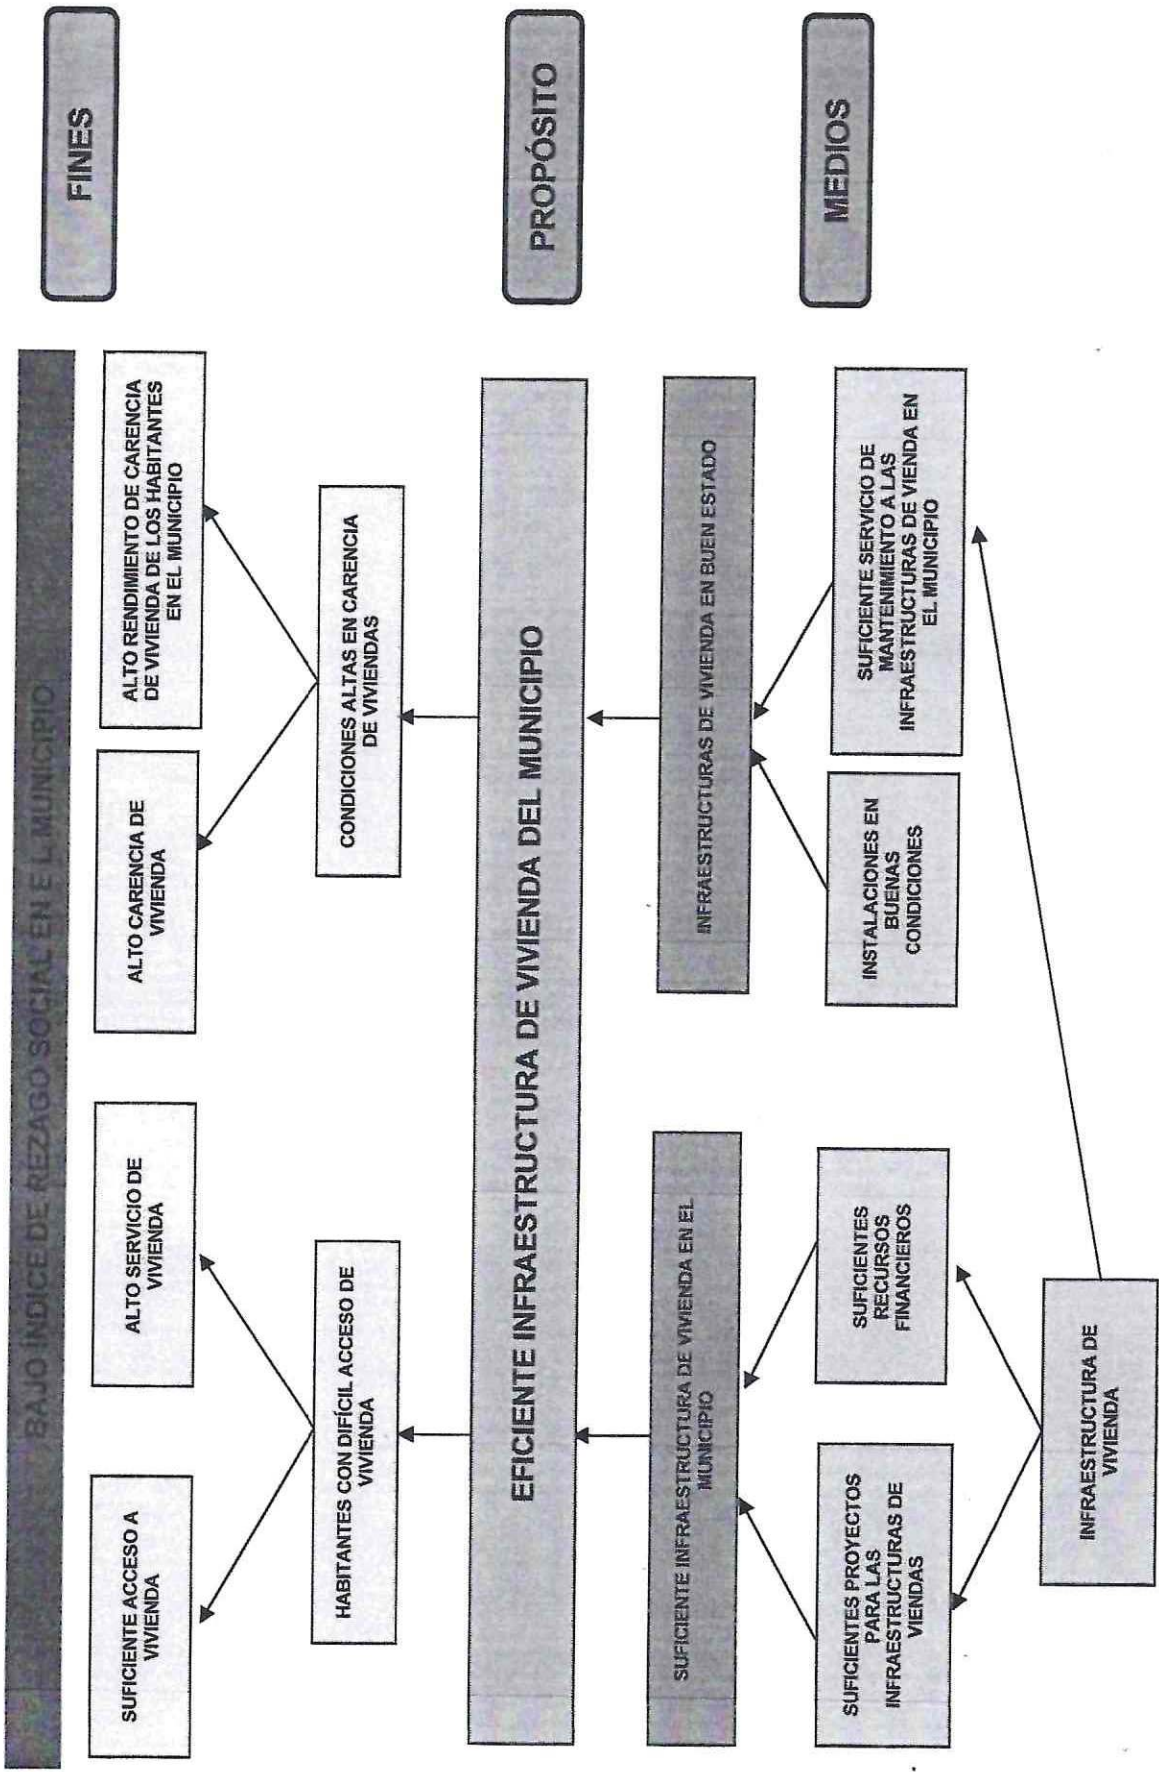 BAJO ÍNDICE DE REZAGO SOCIAL EN E L MUNICIPIO
FINES
SUFICIENTE ACCESO A
VIVIENDA
ALTO SERVICIO DE
VIVIENDA
ALTO CARENCIA DE
VIVIENDA
ALTO RENDIMIENTO DE CARENCIA
DE VIVIENDA DE LOS HABITANTES
EN EL MUNICIPIO
HABITANTES CON DIFÍCIL ACCESO DE
VIVIENDA
CONDICIONES ALTAS EN CARENCIA
DE VIVIENDAS
EFICIENTE INFRAESTRUCTURA DE VIVIENDA DEL MUNICIPIO
PROPÓSITO
SUFICIENTE INFRAESTRUCTURA DE VIVIENDA EN EL
MUNICIPIO
INFRAESTRUCTURAS DE VIVIENDA EN BUEN ESTADO
MEDIOS
SUFICIENTES PROYECTOS
PARA LAS
INFRAESTRUCTURAS DE
VIENDAS
SUFICIENTES
RECURSOS
FINANCIEROS
INSTALACIONES EN
BUENAS
CONDICIONES
SUFICIENTE SERVICIO DE
MANTENIMIENTO A LAS
INFRAESTRUCTURAS DE VIENDA EN
EL MUNICIPIO
INFRAESTRUCTURA DE
VIVIENDA